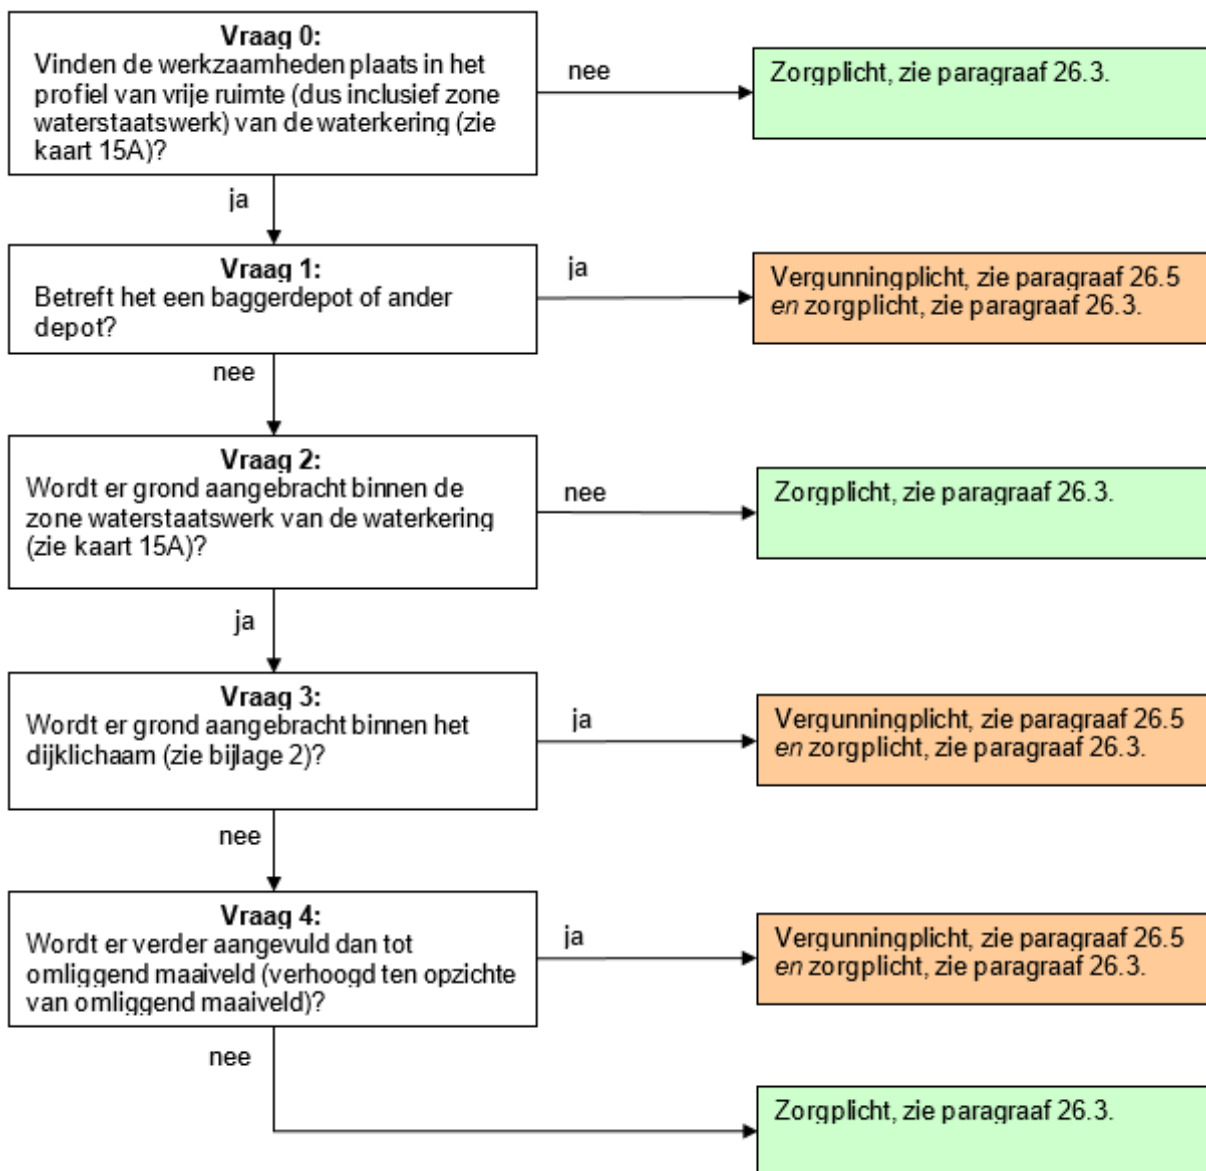 Vraag 0:
Vinden de werkzaamheden plaats in het
profiel van vrije ruimte (dus inclusief zone
waterstaatswerk) van de waterkering (zie
kaart 15A)?
nee
Zorgplicht, zie paragraaf 26.3.
ja
Vraag 1:
Betreft het een baggerdepot of ander
depot?
ja
Vergunningplicht, zie paragraaf 26.5
en zorgplicht, zie paragraaf 26.3.
nee
Vraag 2:
Wordt er grond aangebracht binnen de
zone waterstaatswerk van de waterkering
(zie kaart 15A)?
nee
Zorgplicht, zie paragraaf 26.3.
ja
Vraag 3:
Wordt er grond aangebracht binnen het
dijklichaam (zie bijlage 2)?
ja
Vergunningplicht, zie paragraaf 26.5
en zorgplicht, zie paragraaf 26.3.
nee
Vraag 4:
Wordt er verder aangevuld dan tot
omliggend maaiveld (verhoogd ten opzichte
van omliggend maaiveld)?
ja
Vergunningplicht, zie paragraaf 26.5
en zorgplicht, zie paragraaf 26.3.
nee
Zorgplicht, zie paragraaf 26.3.